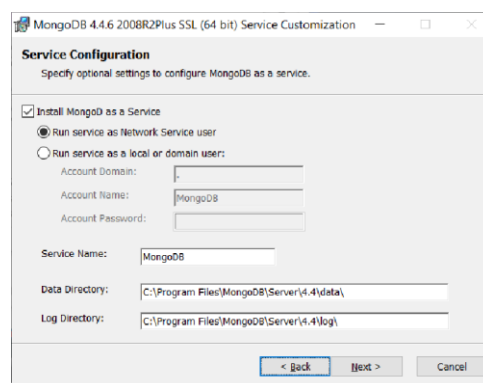 MongoDB 4.4.6 2008R2Plus SSL (64 bit) Service Customization
Service Configuration
Specify optional settings to configure MongoDB as a service.
Install MongoD as a Service
Run service as Network Service user
Run service as a local or domain user:
Account Domain: .
Account Name: MongoDB
Account Password:
Service Name: MongoDB
Data Directory: C:\Program Files\MongoDB\Server\4.4\data\
Log Directory: C:\Program Files\MongoDB\Server\4.4\log\
< Back Next > Cancel